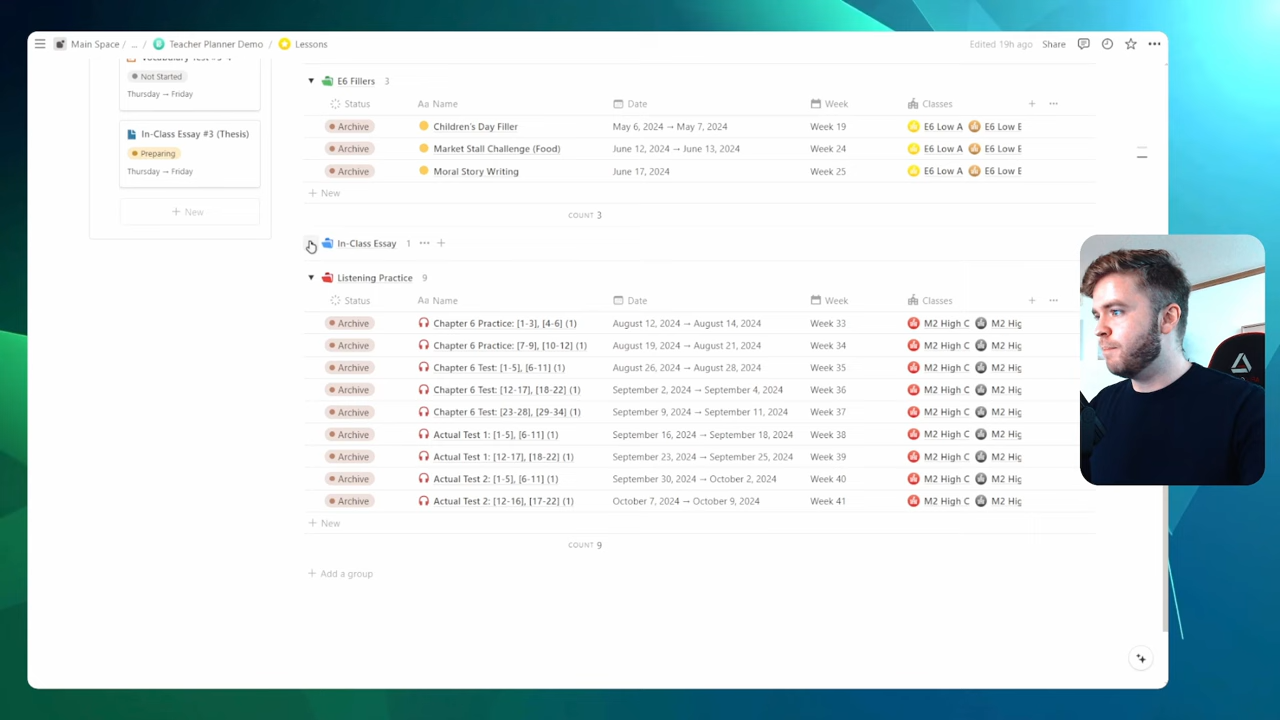 Main Space / ... / Teacher Planner Demo / Lessons
Edited 19h ago Share
Not Started
Thursday → Friday
In-Class Essay #3 (Thesis)
Preparing
Thursday → Friday
+ New
E6 Fillers 3
Status Aa Name Date Week Classes
Archive Children's Day Filler May 6, 2024 → May 7, 2024 Week 19 E6 Low A E6 Low E
Archive Market Stall Challenge (Food) June 12, 2024 → June 13, 2024 Week 24 E6 Low A E6 Low E
Archive Moral Story Writing June 17, 2024 Week 25 E6 Low A E6 Low E
+ New
COUNT 3
In-Class Essay 1
Listening Practice 9
Status Aa Name Date Week Classes
Archive Chapter 6 Practice: [1-3], [4-6] (1) August 12, 2024 → August 14, 2024 Week 33 M2 High C M2 Hig
Archive Chapter 6 Practice: [7-9], [10-12] (1) August 19, 2024 → August 21, 2024 Week 34 M2 High C M2 Hig
Archive Chapter 6 Test: [1-5], [6-11] (1) August 26, 2024 → August 28, 2024 Week 35 M2 High C M2 Hig
Archive Chapter 6 Test: [12-17], [18-22] (1) September 2, 2024 → September 4, 2024 Week 36 M2 High C M2 Hig
Archive Chapter 6 Test: [23-28], [29-34] (1) September 9, 2024 → September 11, 2024 Week 37 M2 High C M2 Hig
Archive Actual Test 1: [1-5], [6-11] (1) September 16, 2024 → September 18, 2024 Week 38 M2 High C M2 Hig
Archive Actual Test 1: [12-17], [18-22] (1) September 23, 2024 → September 25, 2024 Week 39 M2 High C M2 Hig
Archive Actual Test 2: [1-5], [6-11] (1) September 30, 2024 → October 2, 2024 Week 40 M2 High C M2 Hig
Archive Actual Test 2: [12-16], [17-22] (1) October 7, 2024 → October 9, 2024 Week 41 M2 High C M2 Hig
+ New
COUNT 9
+ Add a group